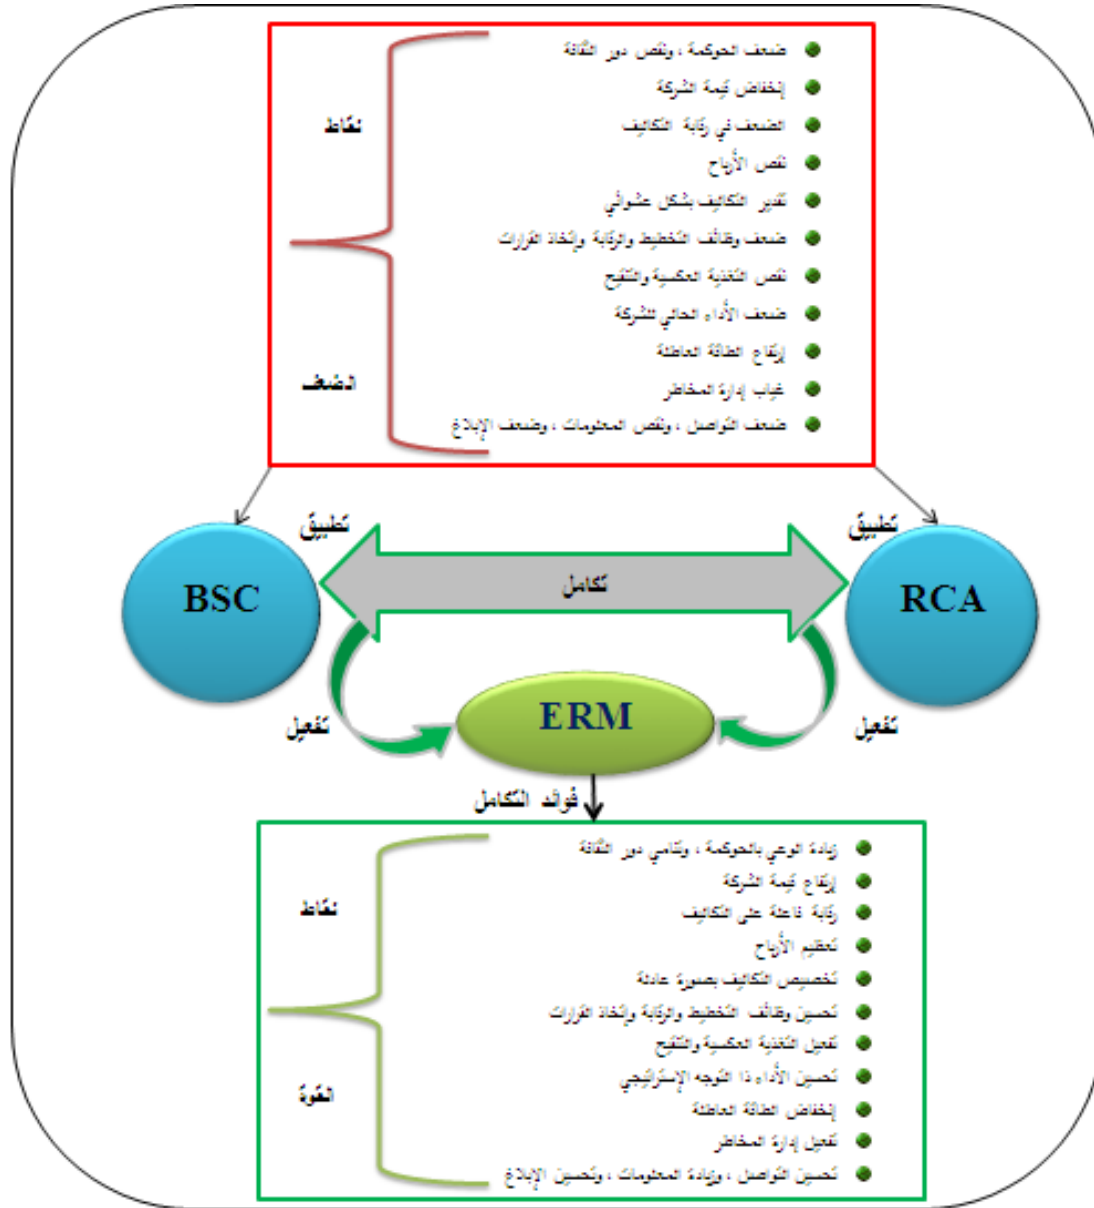 ضعف الحوكمة ، ونقص دور الثقافة
إنخفاض قيمة الشركة
الضعف في رقابة التكاليف
نقص الأرباح
تقدير التكاليف بشكل عشوائي
ضعف وظائف التخطيط والرقابة وإتخاذ القرارات
نقص التغذية العكسية والتنقيح
ضعف الأداء الحالي للشركة
إرتفاع الطاقة العاطلة
غياب إدارة المخاطر
ضعف التواصل ، ونقص المعلومات ، وضعف الإبلاغ
نقاط
الضعف
تطبيق
تطبيق
RCA
تكامل
BSC
تفعيل
ERM
تفعيل
فوائد التكامل
زيادة الوعي بالحوكمة ، وتنامي دور الثقافة
إرتفاع قيمة الشركة
رقابة فاعلة على التكاليف
تعظيم الأرباح
تخصيص التكاليف بصورة عادلة
تحسين وظائف التخطيط والرقابة وإتخاذ القرارات
تفعيل التغذية العكسية والتنقيح
تحسين الأداء ذا التوجه الإستراتيجي
إنخفاض الطاقة العاطلة
تفعيل إدارة المخاطر
تحسين التواصل ، وزيادة المعلومات ، وتحسين الإبلاغ
نقاط
القوة